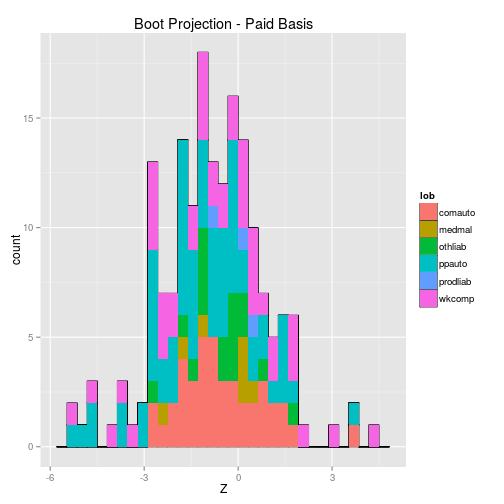 Boot Projection - Paid Basis
count
15
10
5
0
-6
-3
0
3
Z
lob
comauto
medmal
othliab
ppauto
prodliab
wkcomp